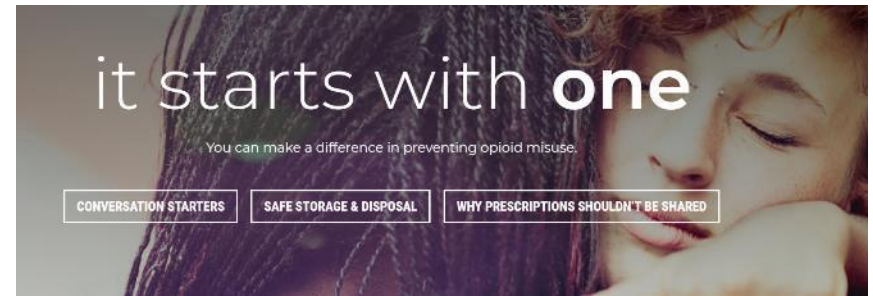 it starts with one
You can make a difference in preventing opioid misuse.
CONVERSATION STARTERS
SAFE STORAGE & DISPOSAL
WHY PRESCRIPTIONS SHOULDN'T BE SHARED